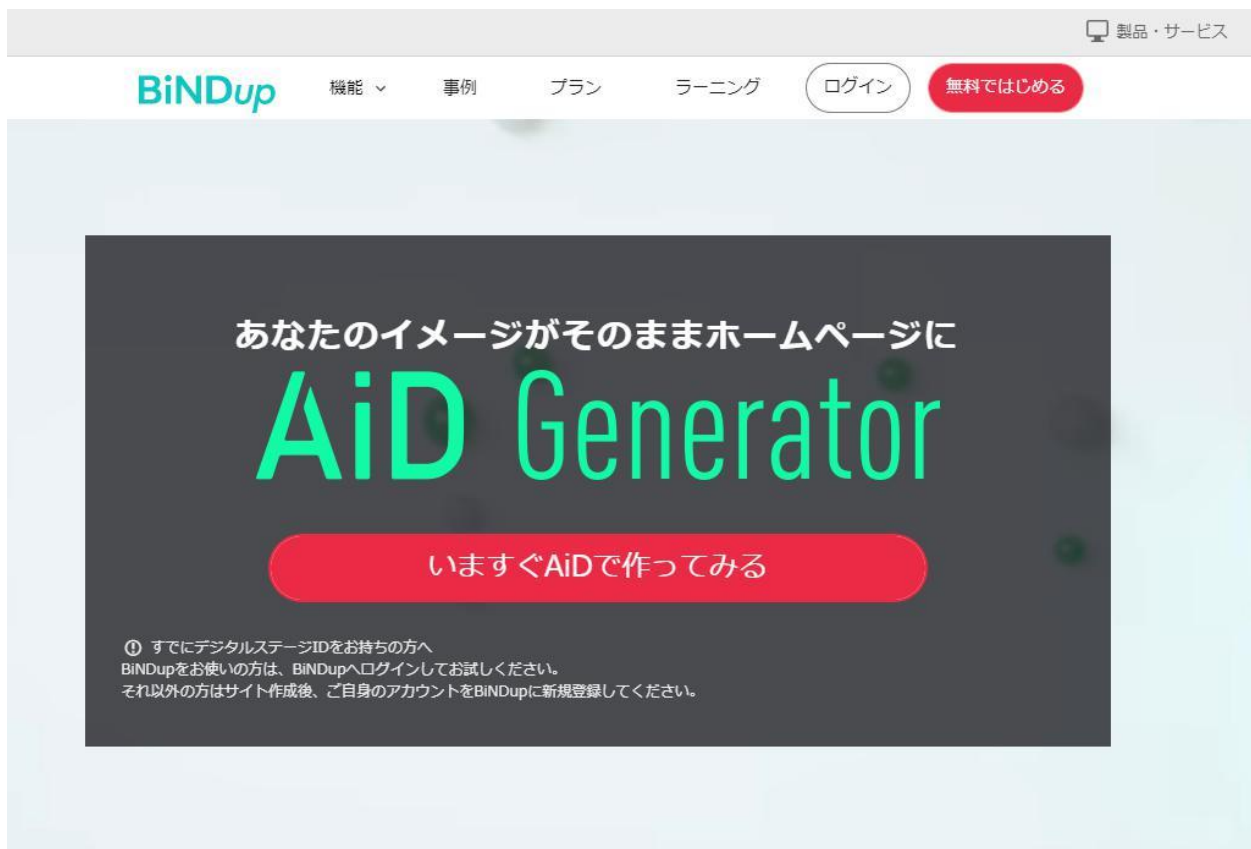 製品・サービス
BiNDup 機能 事例 プラン ラーニング ログイン 無料ではじめる
あなたのイメージがそのままホームページに
AiD Generator
いますぐAiDで作ってみる
すでにデジタルステージIDをお持ちの方へ
BiNDupをお使いの方は、BiNDupへログインしてお試しください。
それ以外の方はサイト作成後、ご自身のアカウントをBiNDupに新規登録してください。